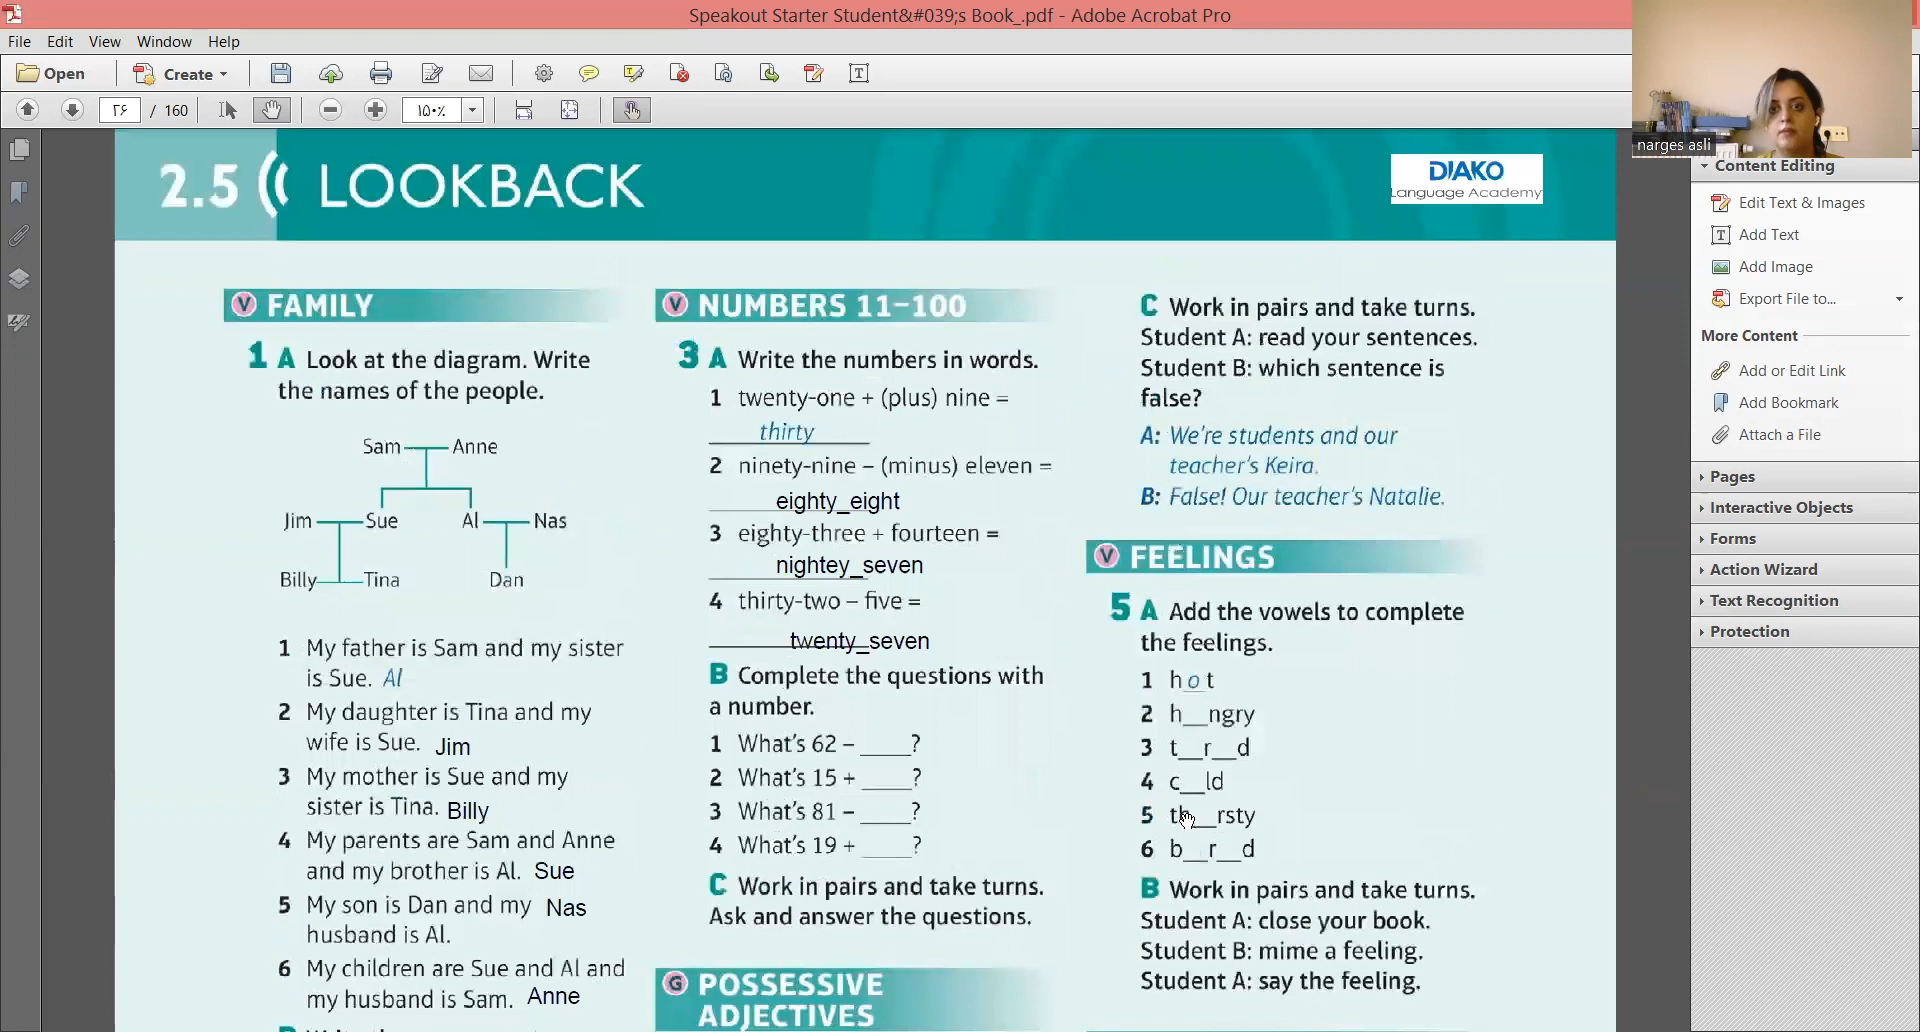 Speakout Starter Student&#039;s Book_.pdf - Adobe Acrobat Pro
File Edit View Window Help
Open Create
۲۶ / 160 ۱۵۰٪
narges asli
Content Editing
Edit Text & Images
Add Text
Add Image
Export File to...
More Content
Add or Edit Link
Add Bookmark
Attach a File
Pages
Interactive Objects
Forms
Action Wizard
Text Recognition
Protection
2.5 LOOKBACK
DIAKO
Language Academy
V FAMILY
1 A Look at the diagram. Write
the names of the people.
Sam Anne
Jim Sue Al Nas
Billy Tina Dan
1 My father is Sam and my sister
is Sue. Al
2 My daughter is Tina and my
wife is Sue. Jim
3 My mother is Sue and my
sister is Tina. Billy
4 My parents are Sam and Anne
and my brother is Al. Sue
5 My son is Dan and my Nas
husband is Al.
6 My children are Sue and Al and
my husband is Sam. Anne
V NUMBERS 11–100
3 A Write the numbers in words.
1 twenty-one + (plus) nine =
thirty
2 ninety-nine – (minus) eleven =
eighty_eight
3 eighty-three + fourteen =
nightey_seven
4 thirty-two – five =
twenty_seven
B Complete the questions with
a number.
1 What's 62 – ____?
2 What's 15 + ____?
3 What's 81 – ____?
4 What's 19 + ____?
C Work in pairs and take turns.
Ask and answer the questions.
G POSSESSIVE
ADJECTIVES
C Work in pairs and take turns.
Student A: read your sentences.
Student B: which sentence is
false?
A: We're students and our
teacher's Keira.
B: False! Our teacher's Natalie.
V FEELINGS
5 A Add the vowels to complete
the feelings.
1 h o t
2 h__ngry
3 t__r__d
4 c__ld
5 th__rsty
6 b__r__d
B Work in pairs and take turns.
Student A: close your book.
Student B: mime a feeling.
Student A: say the feeling.